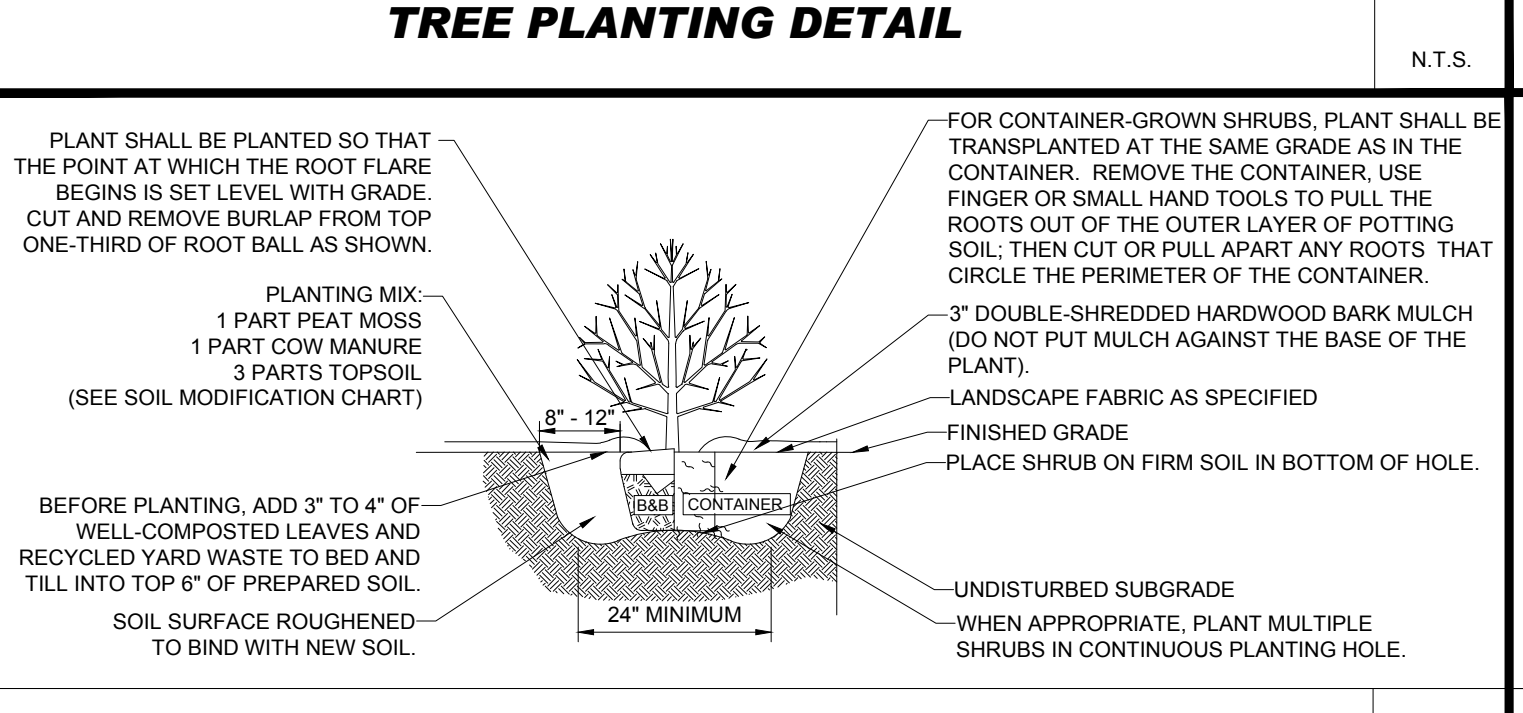 TREE PLANTING DETAIL
N.T.S.
PLANT SHALL BE PLANTED SO THAT
THE POINT AT WHICH THE ROOT FLARE
BEGINS IS SET LEVEL WITH GRADE.
CUT AND REMOVE BURLAP FROM TOP
ONE-THIRD OF ROOT BALL AS SHOWN.
PLANTING MIX:
1 PART PEAT MOSS
1 PART COW MANURE
3 PARTS TOPSOIL
(SEE SOIL MODIFICATION CHART)
8" - 12"
BEFORE PLANTING, ADD 3" TO 4" OF
WELL-COMPOSTED LEAVES AND
RECYCLED YARD WASTE TO BED AND
TILL INTO TOP 6" OF PREPARED SOIL.
SOIL SURFACE ROUGHENED
TO BIND WITH NEW SOIL.
B&B
CONTAINER
24" MINIMUM
FOR CONTAINER-GROWN SHRUBS, PLANT SHALL BE
TRANSPLANTED AT THE SAME GRADE AS IN THE
CONTAINER. REMOVE THE CONTAINER, USE
FINGER OR SMALL HAND TOOLS TO PULL THE
ROOTS OUT OF THE OUTER LAYER OF POTTING
SOIL; THEN CUT OR PULL APART ANY ROOTS THAT
CIRCLE THE PERIMETER OF THE CONTAINER.
3" DOUBLE-SHREDDED HARDWOOD BARK MULCH
(DO NOT PUT MULCH AGAINST THE BASE OF THE
PLANT).
LANDSCAPE FABRIC AS SPECIFIED
FINISHED GRADE
PLACE SHRUB ON FIRM SOIL IN BOTTOM OF HOLE.
UNDISTURBED SUBGRADE
WHEN APPROPRIATE, PLANT MULTIPLE
SHRUBS IN CONTINUOUS PLANTING HOLE.